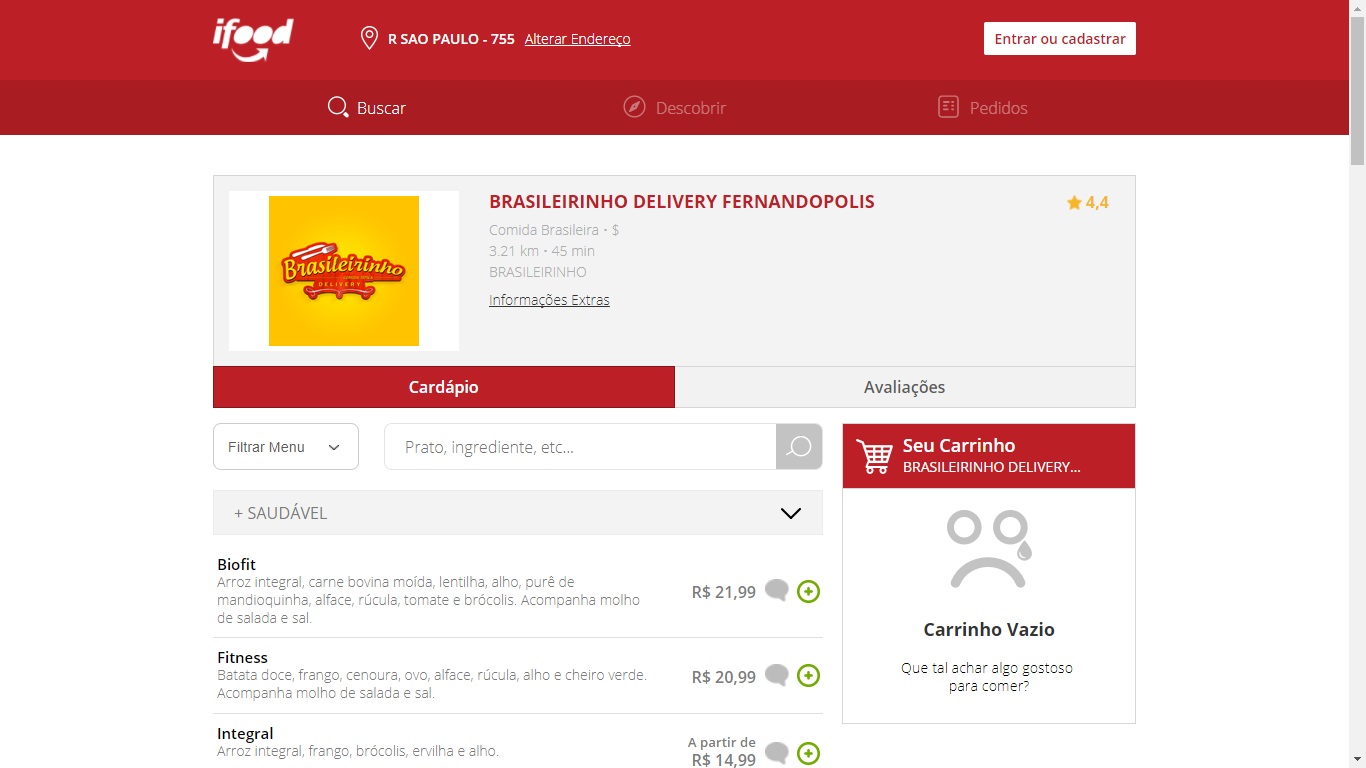 ifood
R SAO PAULO - 755 Alterar Endereço
Entrar ou cadastrar
Buscar
Descobrir
Pedidos
Brasileirinho
DELIVERY
BRASILEIRINHO DELIVERY FERNANDOPOLIS
4,4
Comida Brasileira • $
3.21 km • 45 min
BRASILEIRINHO
Informações Extras
Cardápio
Avaliações
Filtrar Menu
Prato, ingrediente, etc...
+ SAUDÁVEL
Biofit
Arroz integral, carne bovina moída, lentilha, alho, purê de
mandioquinha, alface, rúcula, tomate e brócolis. Acompanha molho
de salada e sal.
R$ 21,99
Fitness
Batata doce, frango, cenoura, ovo, alface, rúcula, alho e cheiro verde.
Acompanha molho de salada e sal.
R$ 20,99
Integral
Arroz integral, frango, brócolis, ervilha e alho.
A partir de
R$ 14,99
Seu Carrinho
BRASILEIRINHO DELIVERY...
Carrinho Vazio
Que tal achar algo gostoso
para comer?